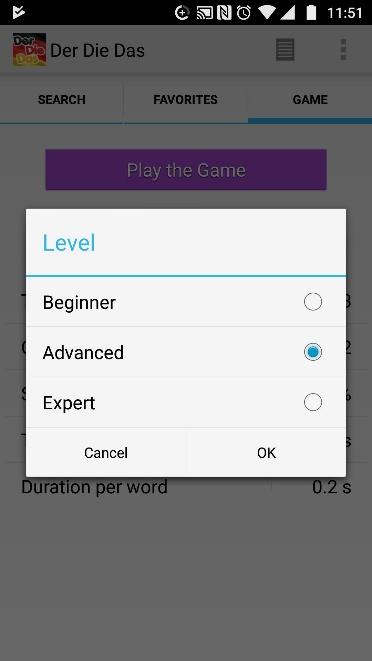 11:51
Der
Die
Das
Der Die Das
SEARCH
FAVORITES
GAME
Play the Game
Level
Beginner
Advanced
Expert
Cancel
OK
Duration per word
0.2 s